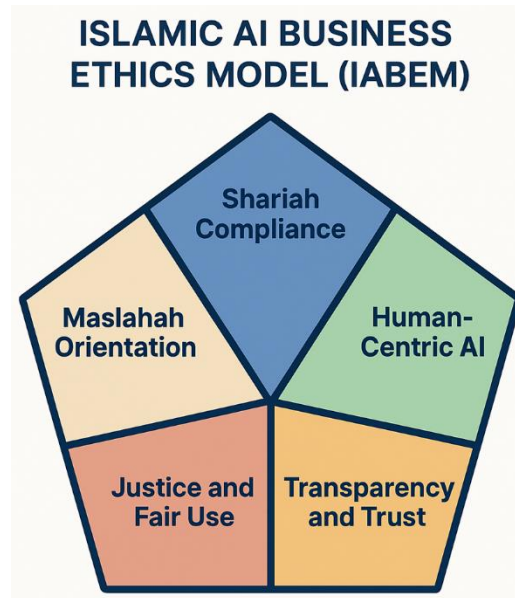 ISLAMIC AI BUSINESS
ETHICS MODEL (IABEM)
Shariah
Compliance
Maslahah
Orientation
Human-
Centric AI
Justice and
Fair Use
Transparency
and Trust